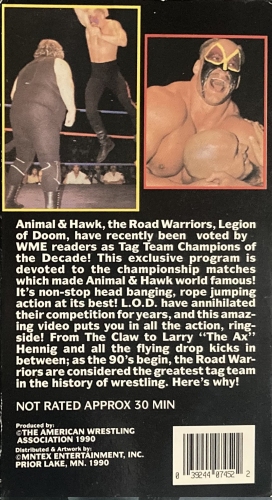 Animal & Hawk, the Road Warriors, Legion
of Doom, have recently been voted by
WME readers as Tag Team Champions of
the Decade! This exclusive program is
devoted to the championship matches
which made Animal & Hawk world famous!
It's non-stop head banging, rope jumping
action at its best! L.O.D. have annihilated
their competition for years, and this amaz-
ing video puts you in all the action, ring-
side! From The Claw to Larry "The Ax"
Hennig and all the flying drop kicks in
between; as the 90's begin, the Road War-
riors are considered the greatest tag team
in the history of wrestling. Here's why!
NOT RATED APPROX 30 MIN
Produced by:
©THE AMERICAN WRESTLING
ASSOCIATION 1990
Distributed & Artwork by:
©MNTEX ENTERTAINMENT, INC.
PRIOR LAKE, MN. 1990
0 39244 07452 2